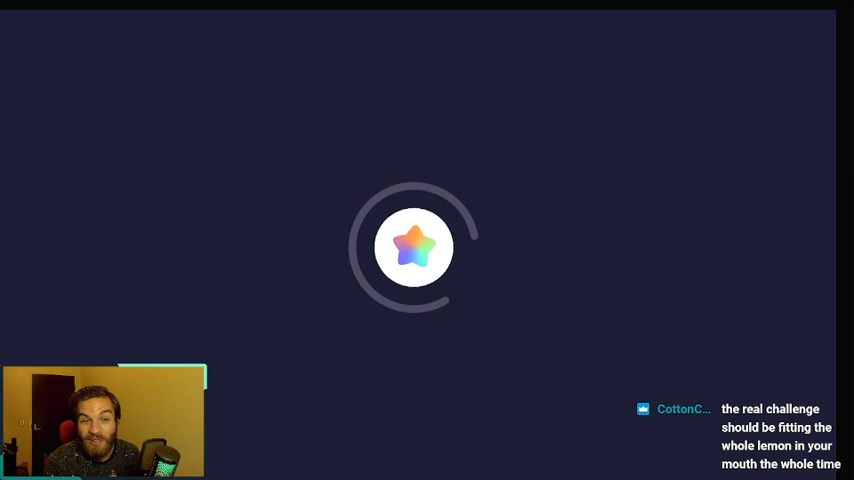 CottonC... the real challenge
should be fitting the
whole lemon in your
mouth the whole time